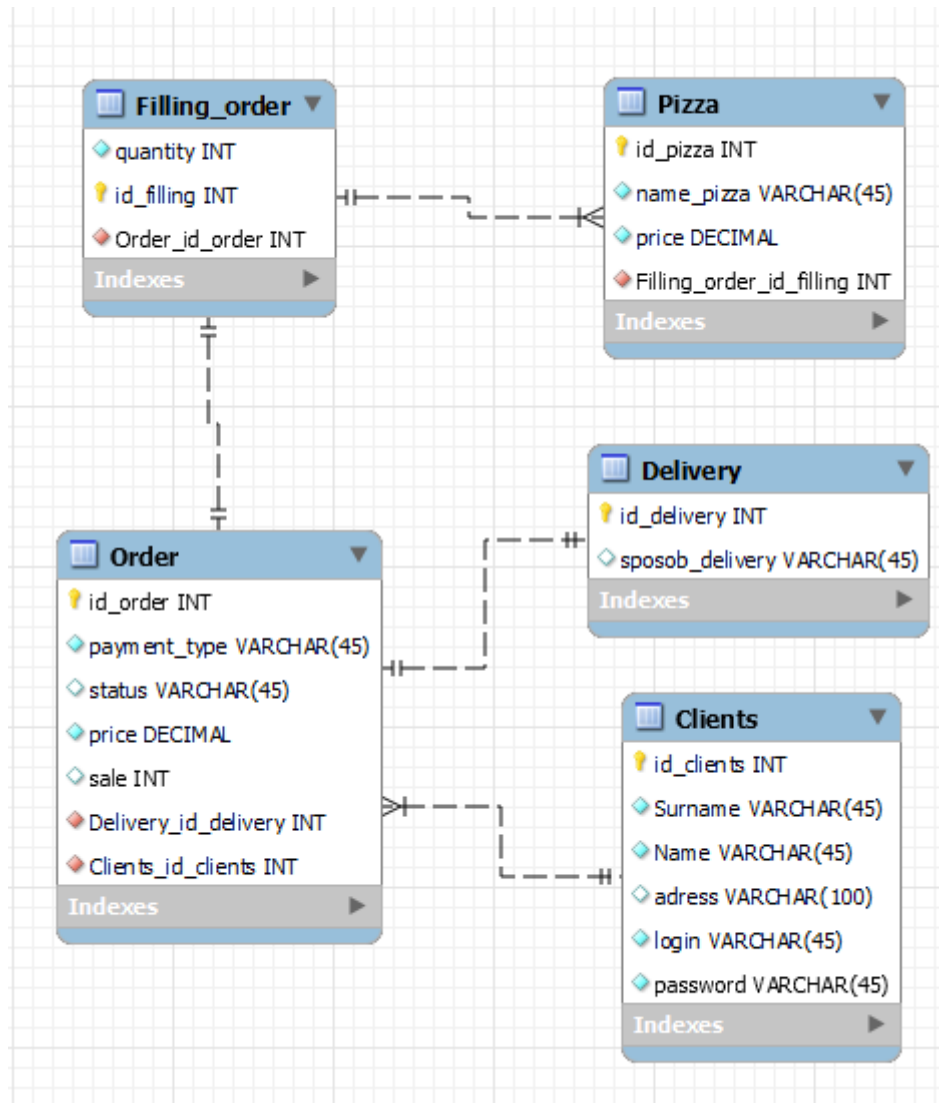 Filling_order
quantity INT
id_filling INT
Order_id_order INT
Indexes
Pizza
id_pizza INT
name_pizza VARCHAR(45)
price DECIMAL
Filling_order_id_filling INT
Indexes
Delivery
id_delivery INT
sposob_delivery VARCHAR(45)
Indexes
Order
id_order INT
payment_type VARCHAR(45)
status VARCHAR(45)
price DECIMAL
sale INT
Delivery_id_delivery INT
Clients_id_clients INT
Indexes
Clients
id_clients INT
Surname VARCHAR(45)
Name VARCHAR(45)
adress VARCHAR(100)
login VARCHAR(45)
password VARCHAR(45)
Indexes